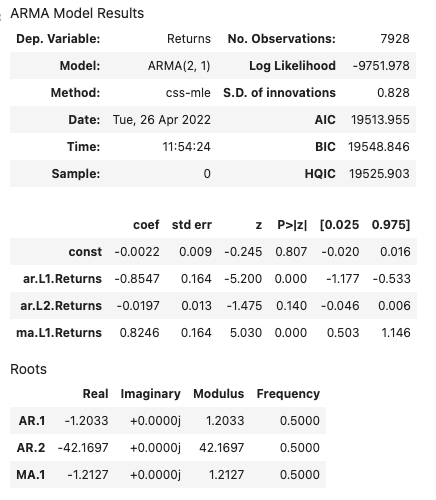 ARMA Model Results
Dep. Variable: Returns No. Observations: 7928
Model: ARMA(2, 1) Log Likelihood -9751.978
Method: css-mle S.D. of innovations 0.828
Date: Tue, 26 Apr 2022 AIC 19513.955
Time: 11:54:24 BIC 19548.846
Sample: 0 HQIC 19525.903
coef std err z P>|z| [0.025 0.975]
const -0.0022 0.009 -0.245 0.807 -0.020 0.016
ar.L1.Returns -0.8547 0.164 -5.200 0.000 -1.177 -0.533
ar.L2.Returns -0.0197 0.013 -1.475 0.140 -0.046 0.006
ma.L1.Returns 0.8246 0.164 5.030 0.000 0.503 1.146
Roots
Real Imaginary Modulus Frequency
AR.1 -1.2033 +0.0000j 1.2033 0.5000
AR.2 -42.1697 +0.0000j 42.1697 0.5000
MA.1 -1.2127 +0.0000j 1.2127 0.5000